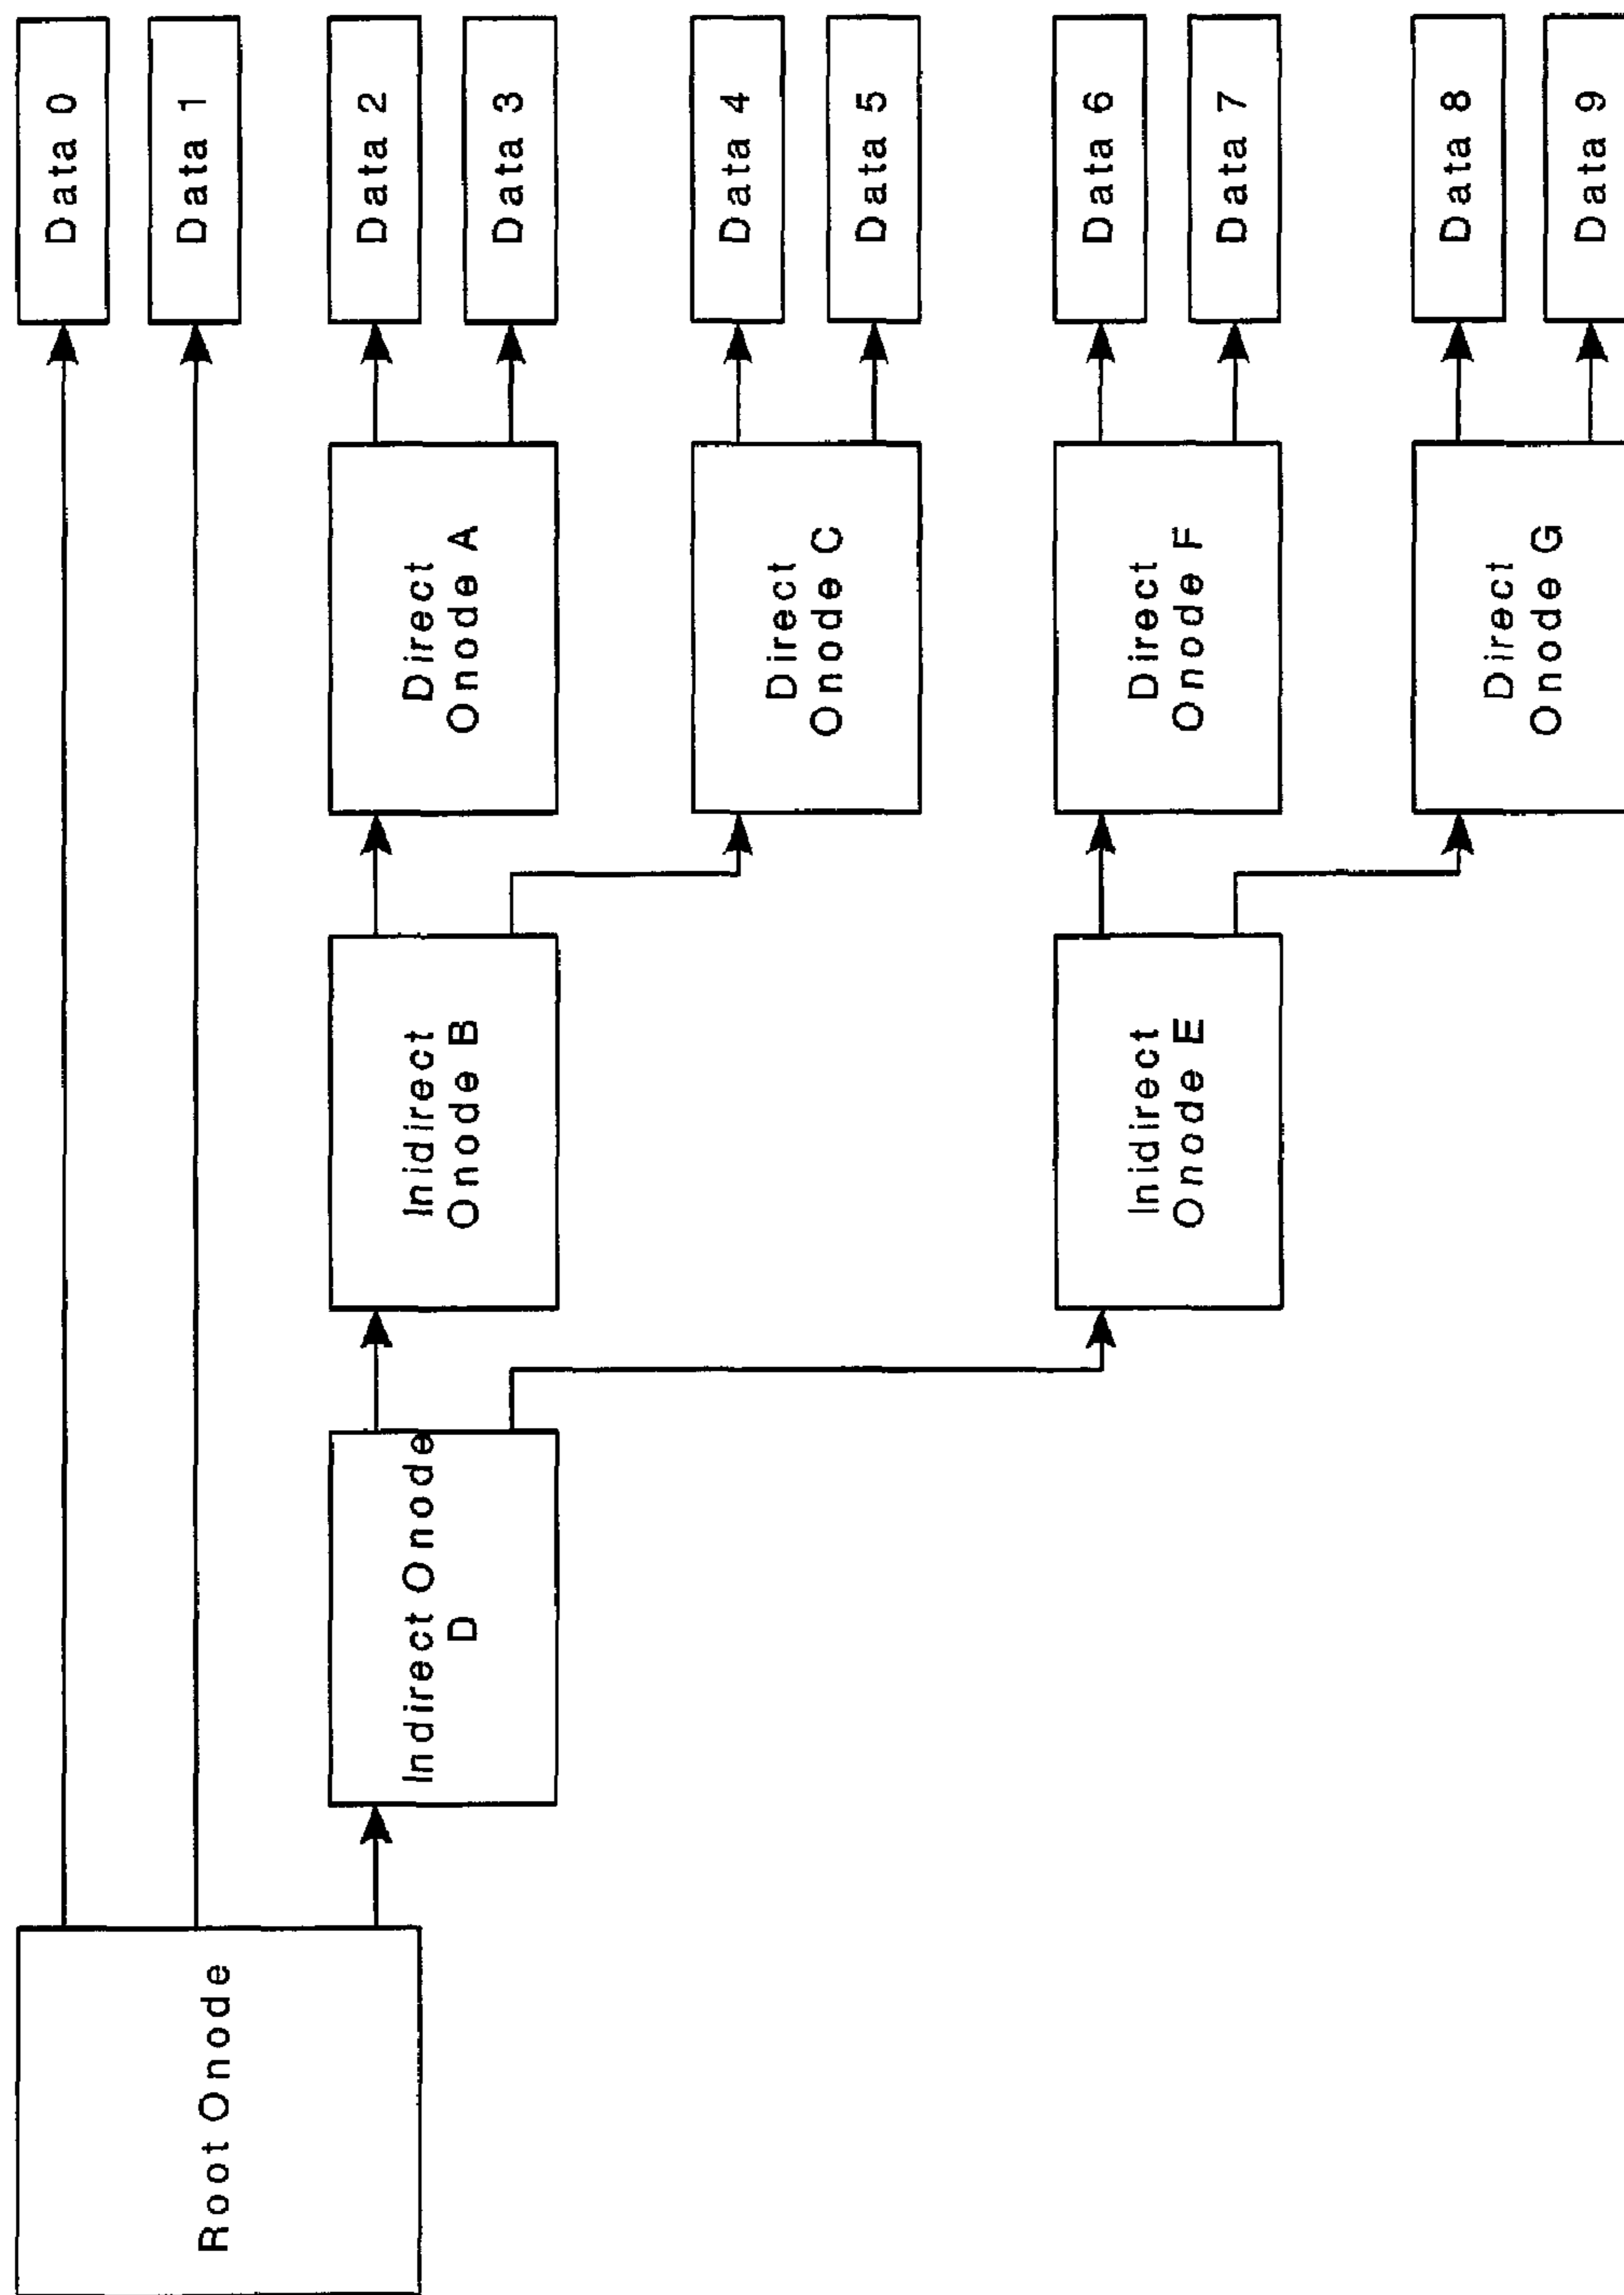 Root Onode
Indirect Onode
D
Inidirect
Onode B
Inidirect
Onode E
Direct
Onode A
Direct
Onode C
Direct
Onode F
Direct
Onode G
Data 0
Data 1
Data 2
Data 3
Data 4
Data 5
Data 6
Data 7
Data 8
Data 9